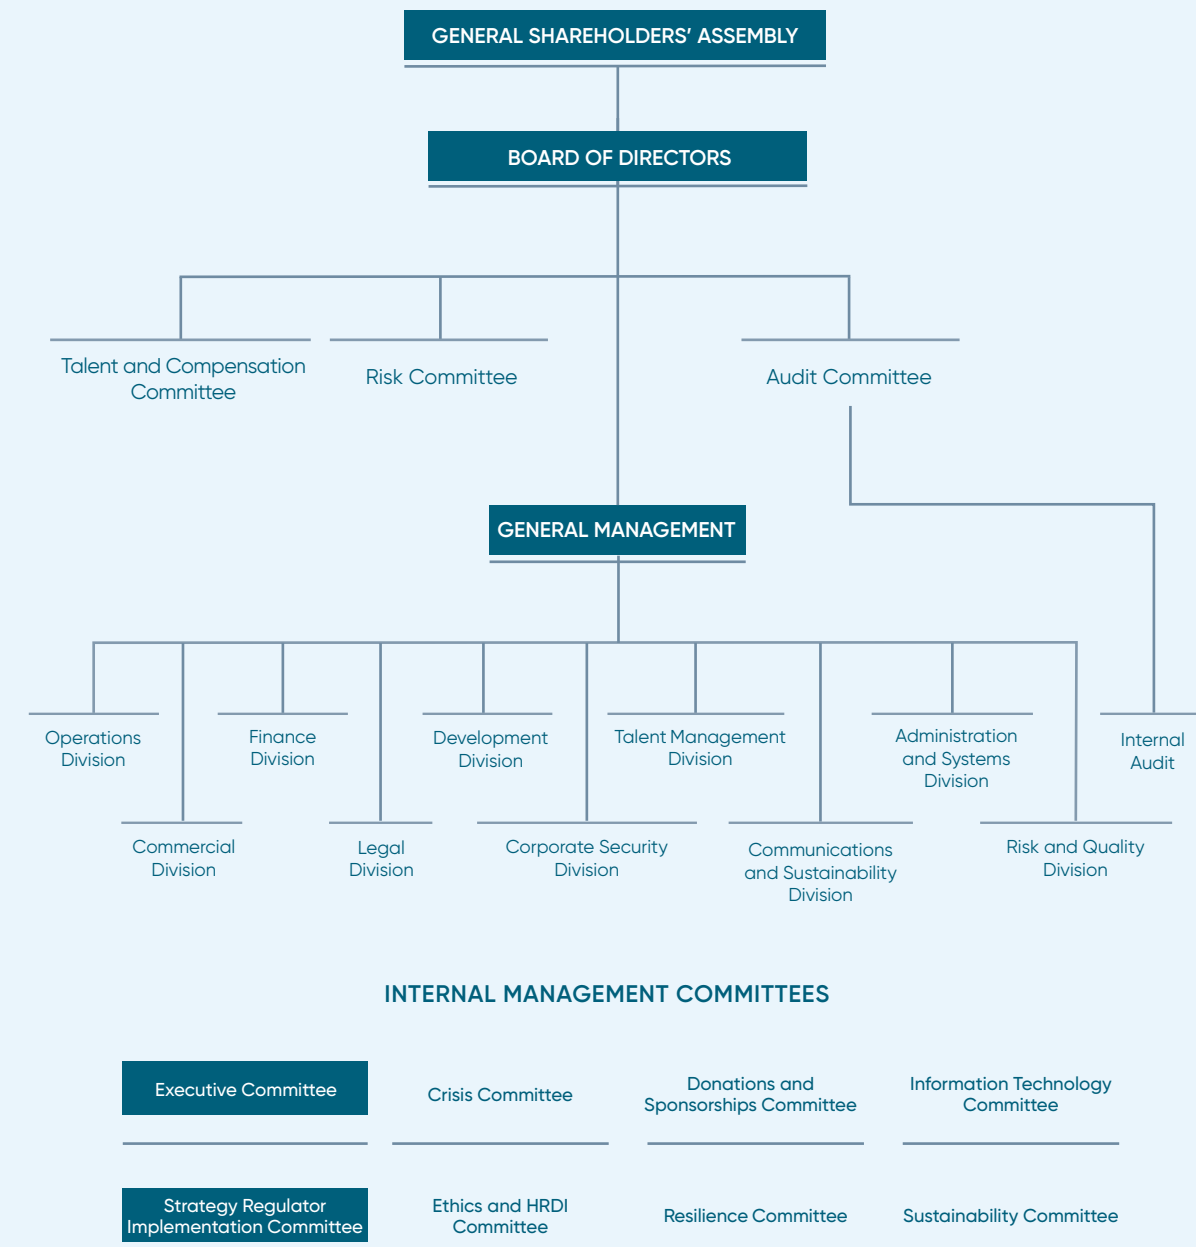 GENERAL SHAREHOLDERS' ASSEMBLY
BOARD OF DIRECTORS
Talent and Compensation
Committee
Risk Committee
Audit Committee
GENERAL MANAGEMENT
Operations
Division
Finance
Division
Development
Division
Talent Management
Division
Administration
and Systems
Division
Internal
Audit
Commercial
Division
Legal
Division
Corporate Security
Division
Communications
and Sustainability
Division
Risk and Quality
Division
INTERNAL MANAGEMENT COMMITTEES
Executive Committee
Crisis Committee
Donations and
Sponsorships Committee
Information Technology
Committee
Strategy Regulator
Implementation Committee
Ethics and HRDI
Committee
Resilience Committee
Sustainability Committee